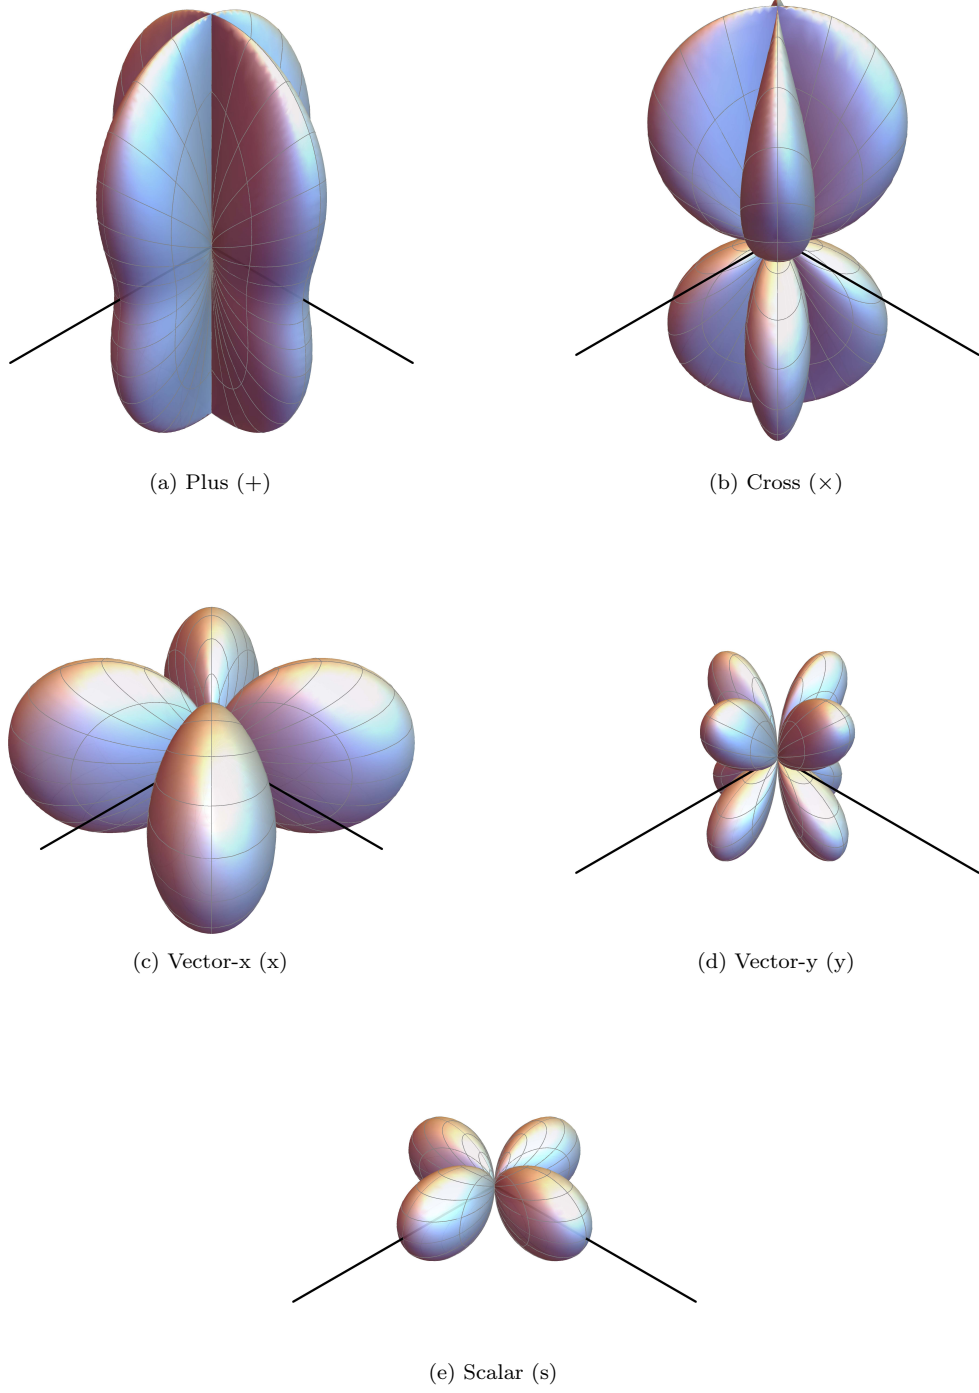 (a) Plus (+)
(b) Cross (×)
(c) Vector-x (x)
(d) Vector-y (y)
(e) Scalar (s)